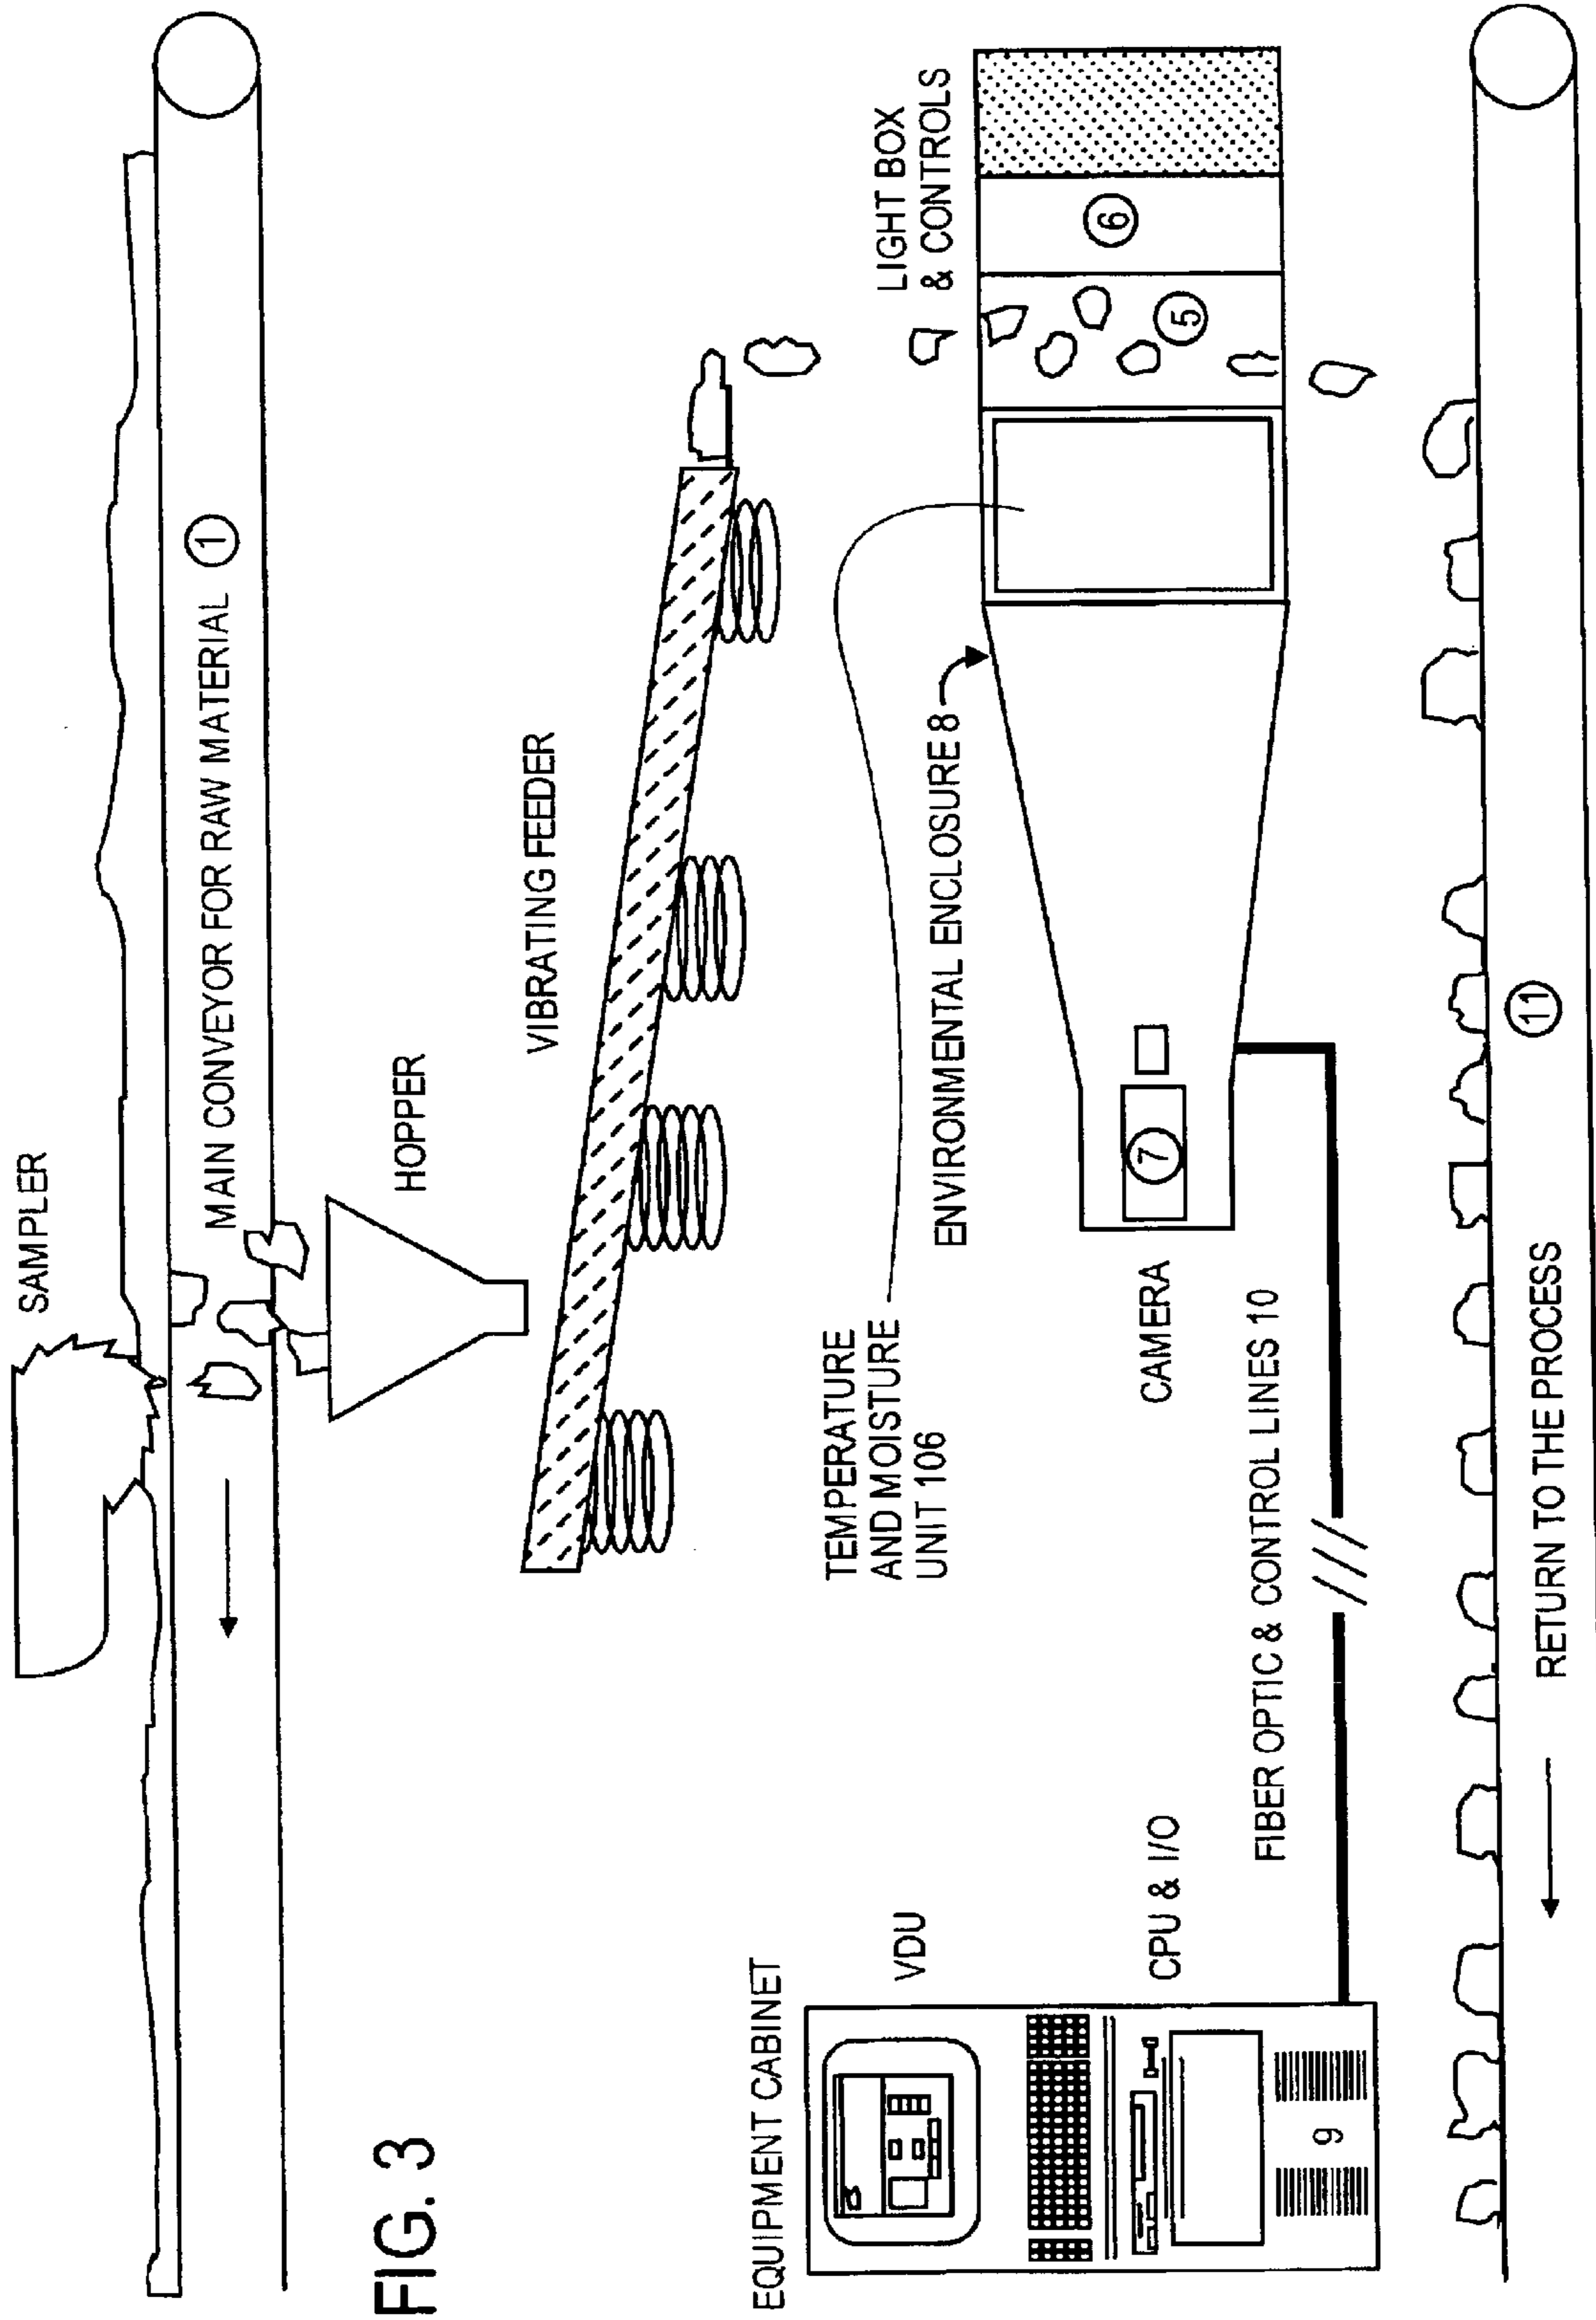 SAMPLER
MAIN CONVEYOR FOR RAW MATERIAL 1
HOPPER
FIG. 3
VIBRATING FEEDER
EQUIPMENT CABINET
TEMPERATURE
AND MOISTURE
UNIT 106
LIGHT BOX
& CONTROLS
VDU
ENVIRONMENTAL ENCLOSURE 8
5
6
7
CAMERA
CPU & I/O
FIBER OPTIC & CONTROL LINES 10
9
11
RETURN TO THE PROCESS